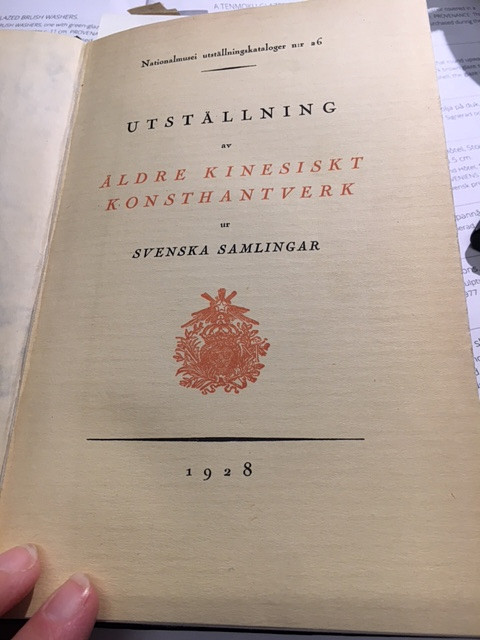 Nationalmusei utställningskataloger n:r 26
UTSTÄLLNING
av
ÄLDRE KINESISKT
KONSTHANTVERK
ur
SVENSKA SAMLINGAR
1928